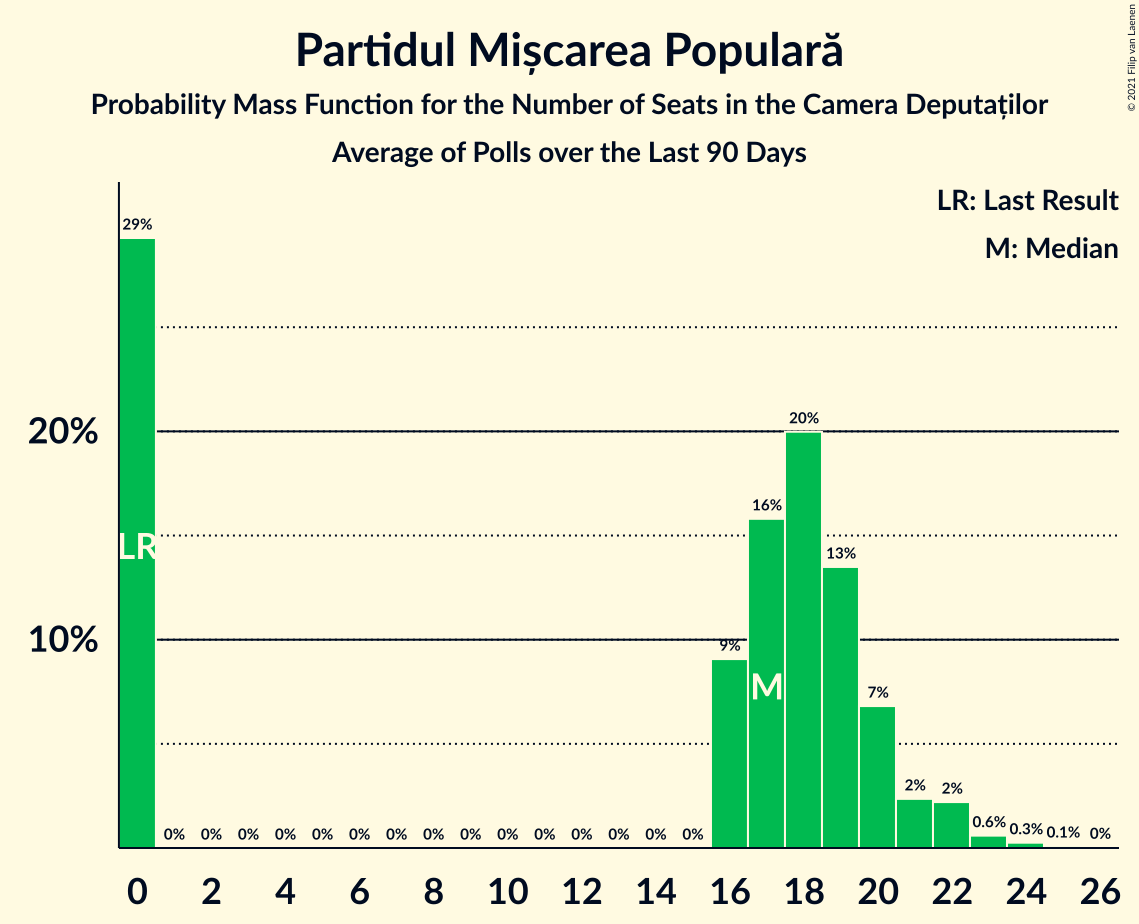 Partidul Mișcarea Populară
Probability Mass Function for the Number of Seats in the Camera Deputaților
Average of Polls over the Last 90 Days
© 2021 Filip van Laenen
LR: Last Result
M: Median
29%
20%
20%
16%
LR
13%
10%
9%
M
7%
2%
2%
0% 0% 0% 0% 0% 0% 0% 0% 0% 0% 0% 0% 0% 0% 0% 0.6% 0.3% 0.1% 0%
0 2 4 6 8 10 12 14 16 18 20 22 24 26